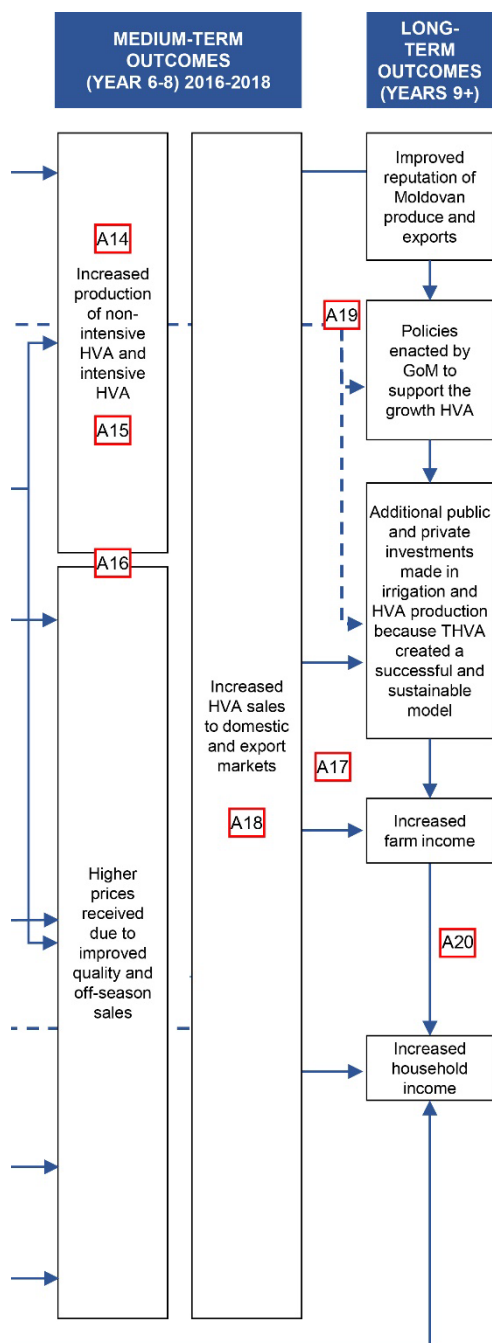 MEDIUM-TERM
OUTCOMES
(YEAR 6-8) 2016-2018
LONG-
TERM
OUTCOMES
(YEARS 9+)
A14
Increased
production
of non-
intensive
HVA and
intensive
HVA
A15
A16
Higher
prices
received
due to
improved
quality and
off-season
sales
Increased
HVA sales
to domestic
and export
markets
A18
Improved
reputation of
Moldovan
produce and
exports
A19
Policies
enacted by
GoM to
support the
growth HVA
Additional public
and private
investments
made in
irrigation and
HVA production
because THVA
created a
successful and
sustainable
model
A17
Increased
farm income
A20
Increased
household
income